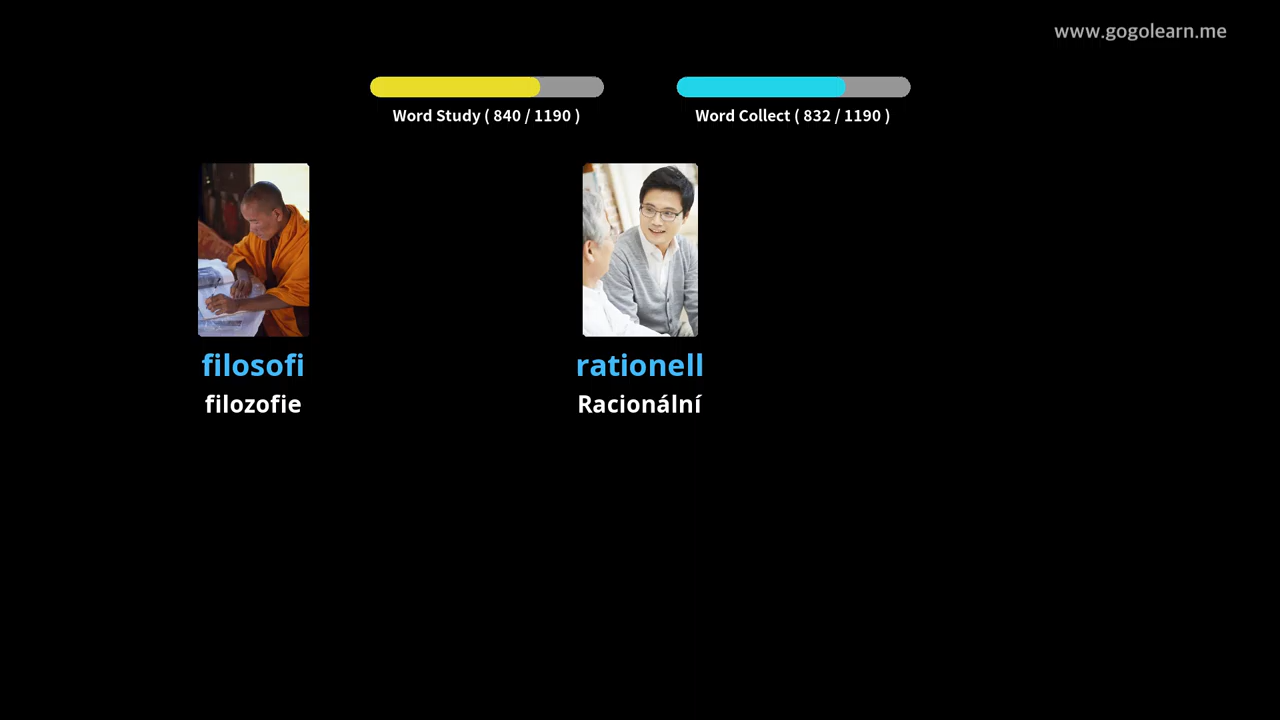 www.gogolearn.me
Word Study ( 840 / 1190 )
Word Collect ( 832 / 1190 )
filosofi
filozofie
rationell
Racionální